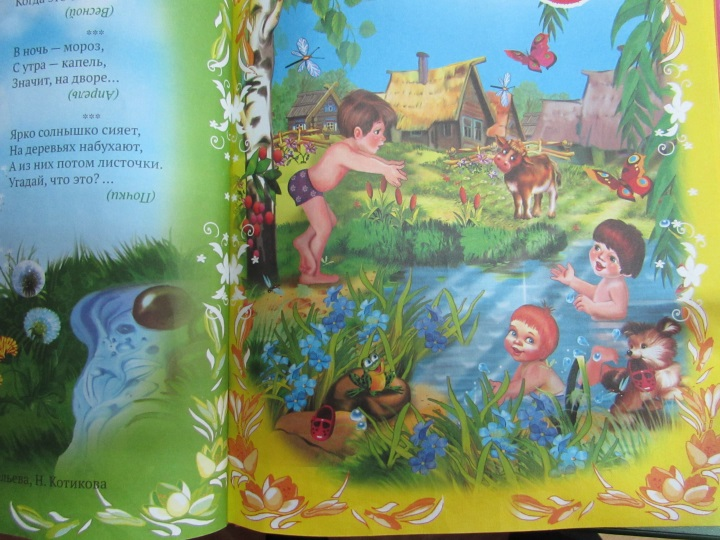 Когда
(Весной)
***
В ночь — мороз,
С утра — капель,
Значит, на дворе…
(Апрель)
***
Ярко солнышко сияет,
На деревьях набухают,
А из них потом листочки.
Угадай, что это? …
(Почки)
Н. Котикова